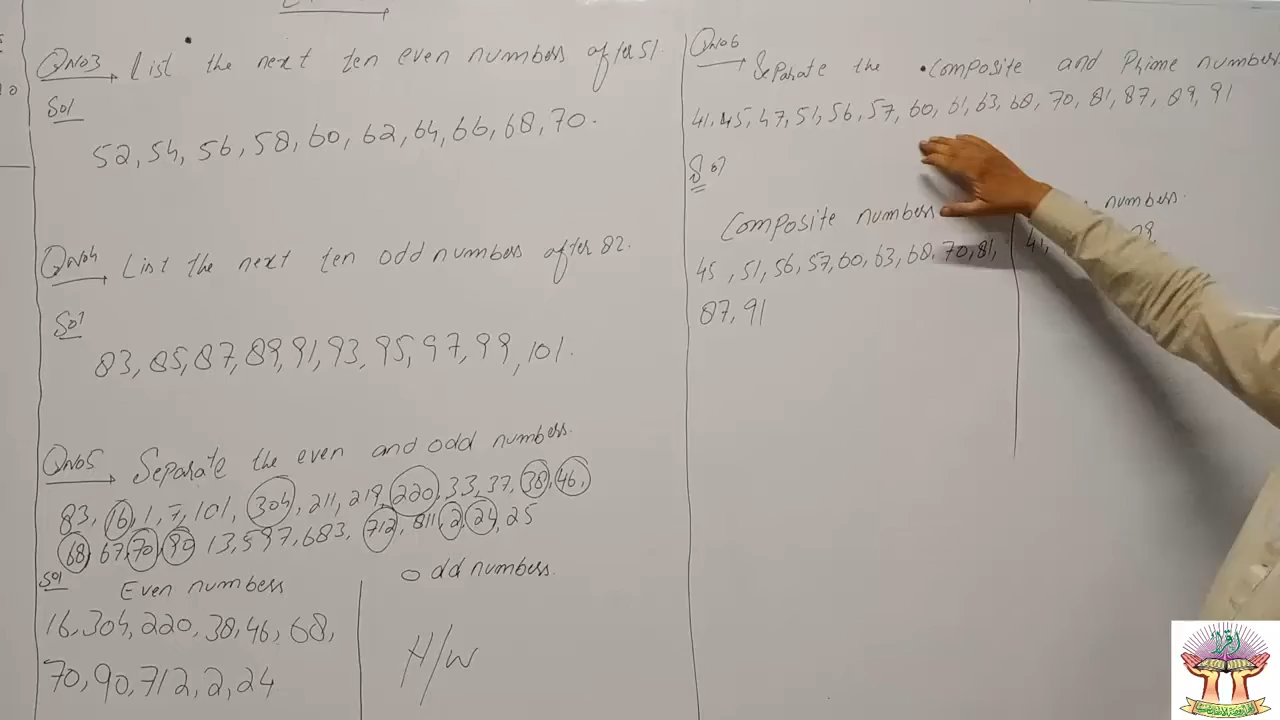 QNo3 List the next ten even numbers after 51.
Sol
52, 54, 56, 58, 60, 62, 64, 66, 68, 70.
QNo4 List the next ten odd numbers after 82.
Sol
83, 85, 87, 89, 91, 93, 95, 97, 99, 101.
QNo5 Separate the even and odd numbers.
83, 16, 1, 7, 101, 304, 211, 219, 220, 33, 37, 38, 46,
68, 67, 70, 90, 13, 597, 683, 712, 811, 2, 24, 25
Sol
Even numbers
16, 304, 220, 38, 46, 68,
70, 90, 712, 2, 24
odd numbers.
H/W
QNo6
Separate the Composite and Prime numbers
41, 45, 47, 51, 56, 57, 60, 61, 63, 68, 70, 81, 87, 89, 91
Sol
Composite numbers
45, 51, 56, 57, 60, 63, 68, 70, 81,
87, 91
numbers.
41,
اقرأ